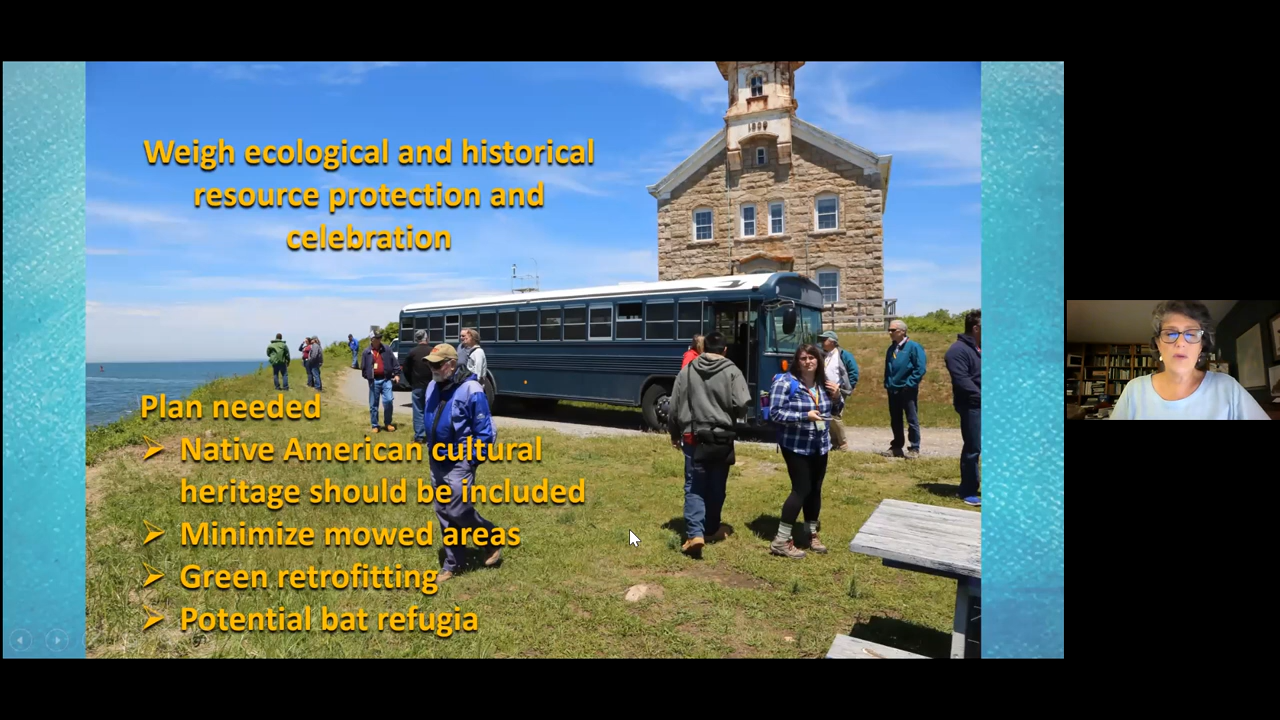 1868
Weigh ecological and historical
resource protection and
celebration
Plan needed
➢ Native American cultural
heritage should be included
➢ Minimize mowed areas
➢ Green retrofitting
➢ Potential bat refugia